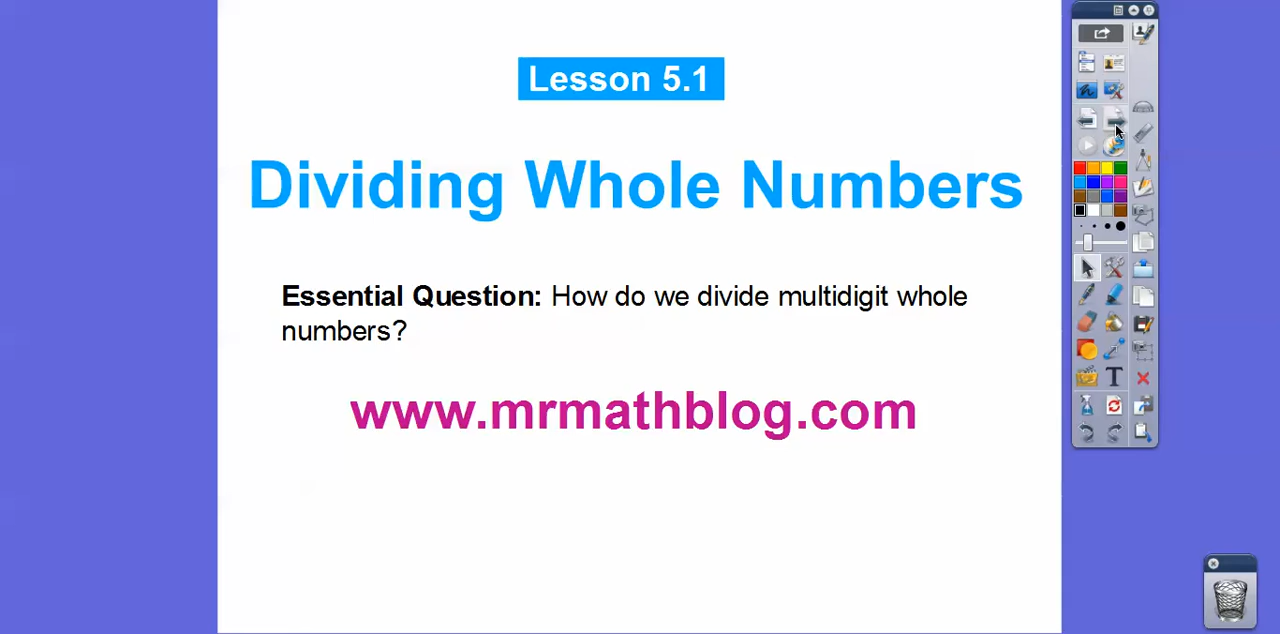 Lesson 5.1
Dividing Whole Numbers
Essential Question: How do we divide multidigit whole
numbers?
www.mrmathblog.com
T